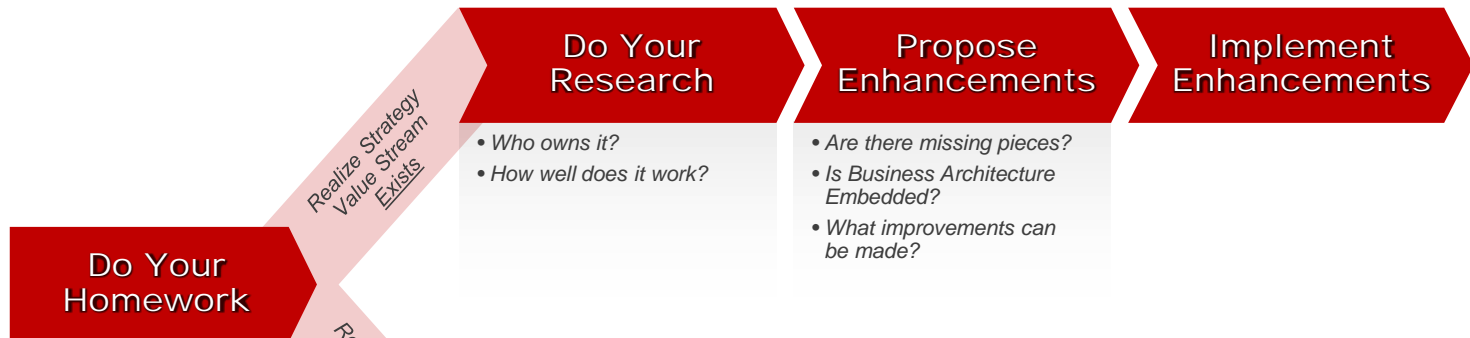 Do Your
Homework
Realize Strategy
Value Stream
Exists
Do Your
Research
• Who owns it?
• How well does it work?
Propose
Enhancements
• Are there missing pieces?
• Is Business Architecture
Embedded?
• What improvements can
be made?
Implement
Enhancements